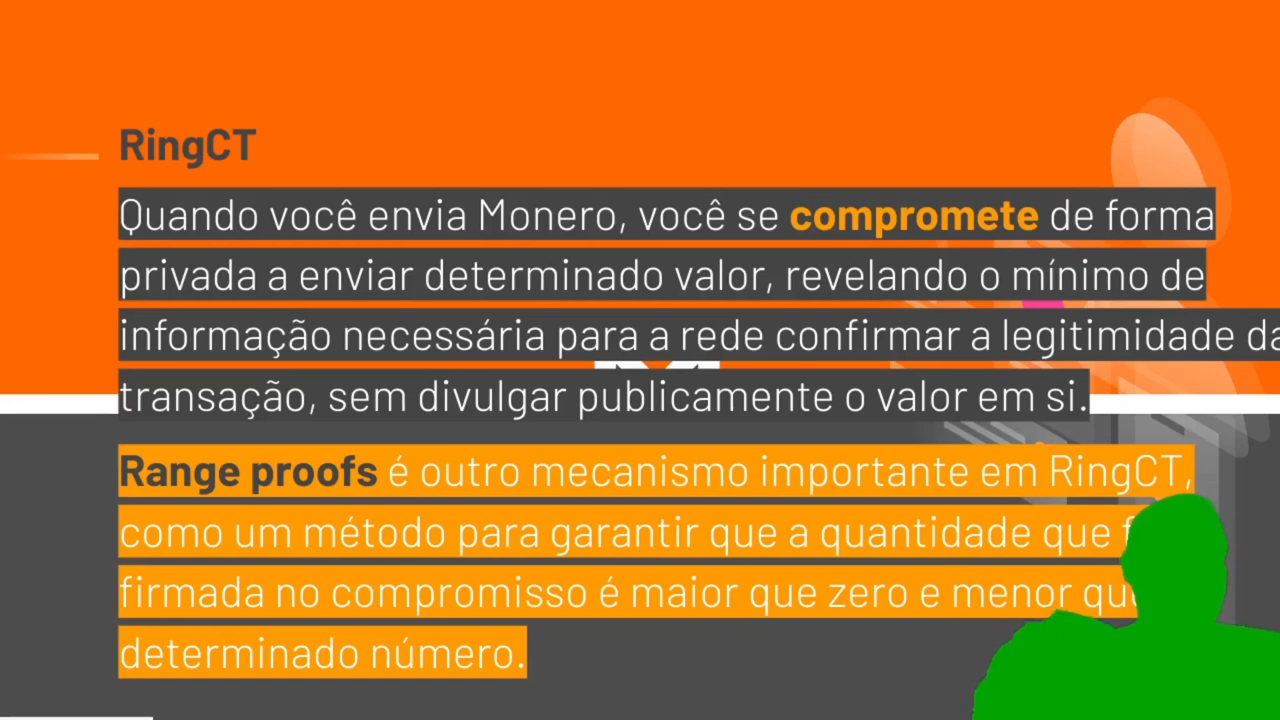 RingCT
Quando você envia Monero, você se compromete de forma
privada a enviar determinado valor, revelando o mínimo de
informação necessária para a rede confirmar a legitimidade da
transação, sem divulgar publicamente o valor em si.
Range proofs é outro mecanismo importante em RingCT,
como um método para garantir que a quantidade que
firmada no compromisso é maior que zero e menor que
determinado número.